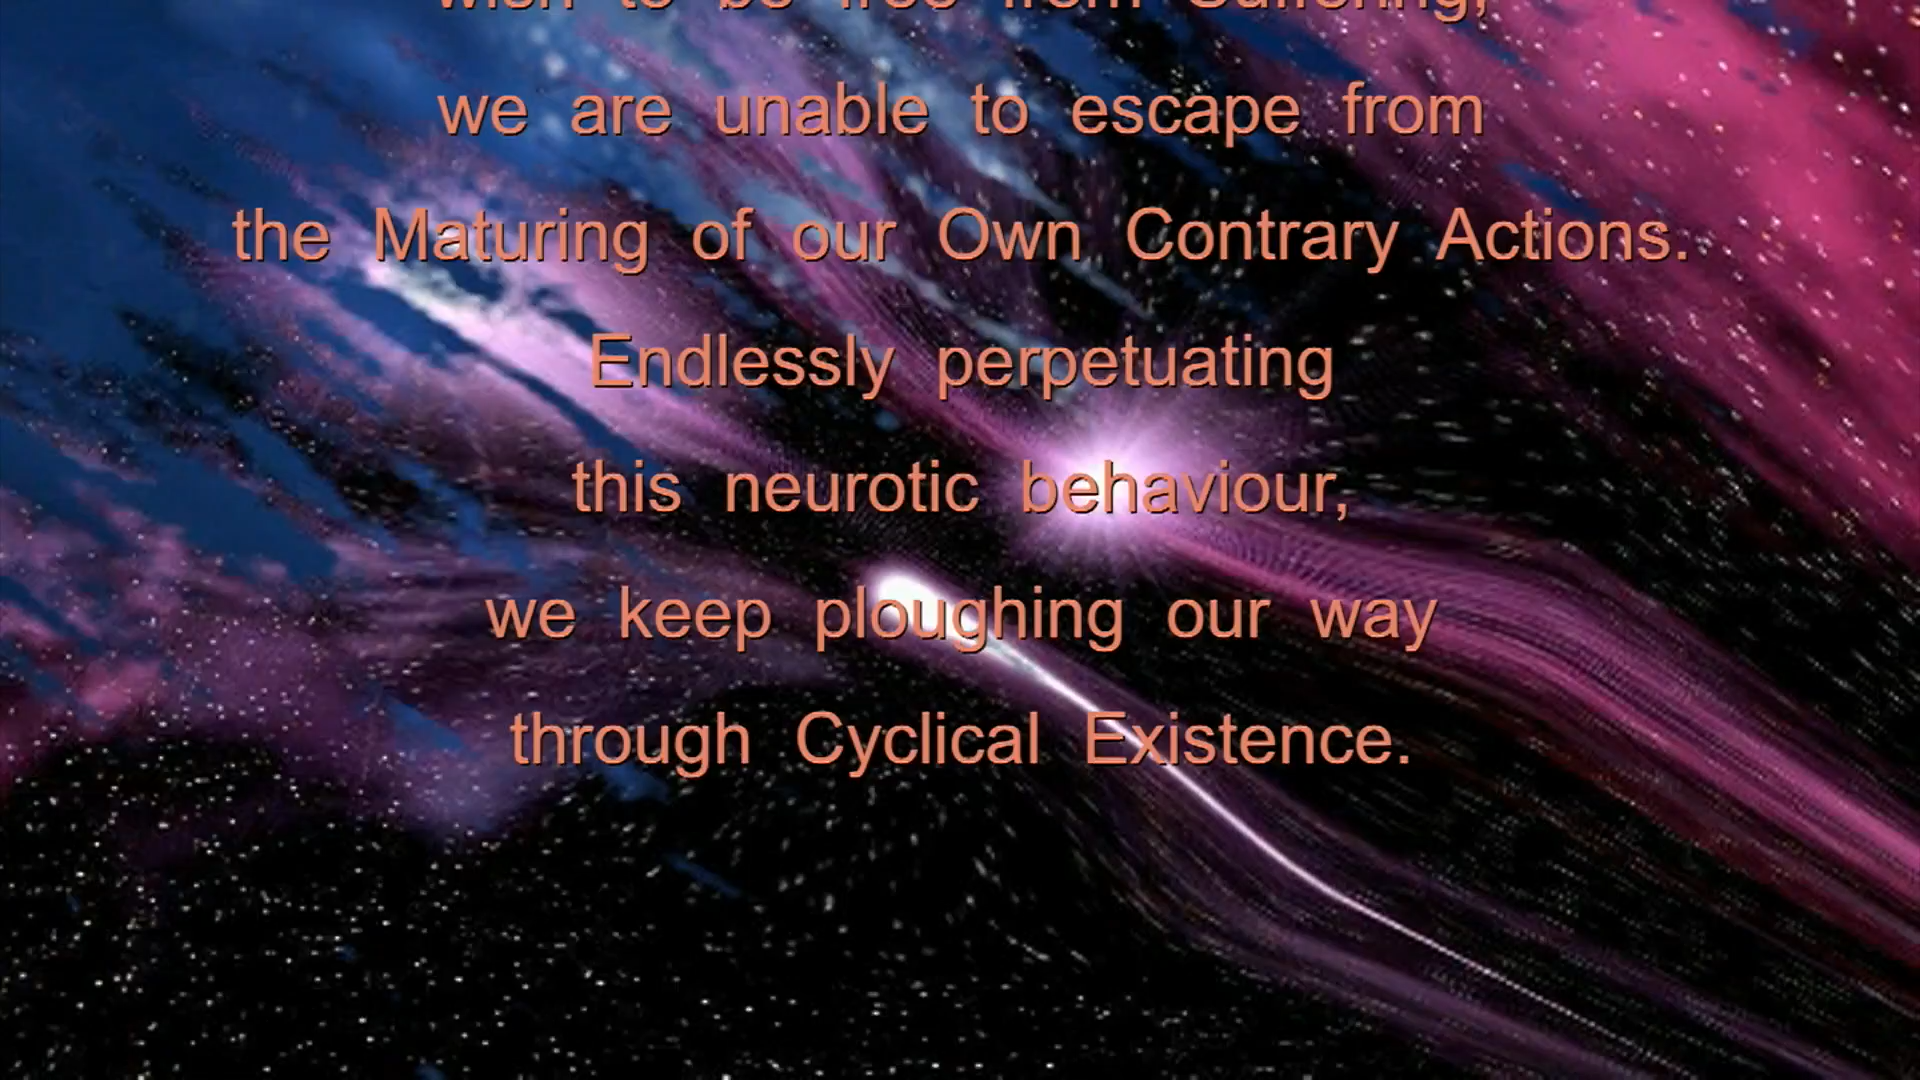 wish to be free from Suffering,
we are unable to escape from
the Maturing of our Own Contrary Actions.
Endlessly perpetuating
this neurotic behaviour,
we keep ploughing our way
through Cyclical Existence.